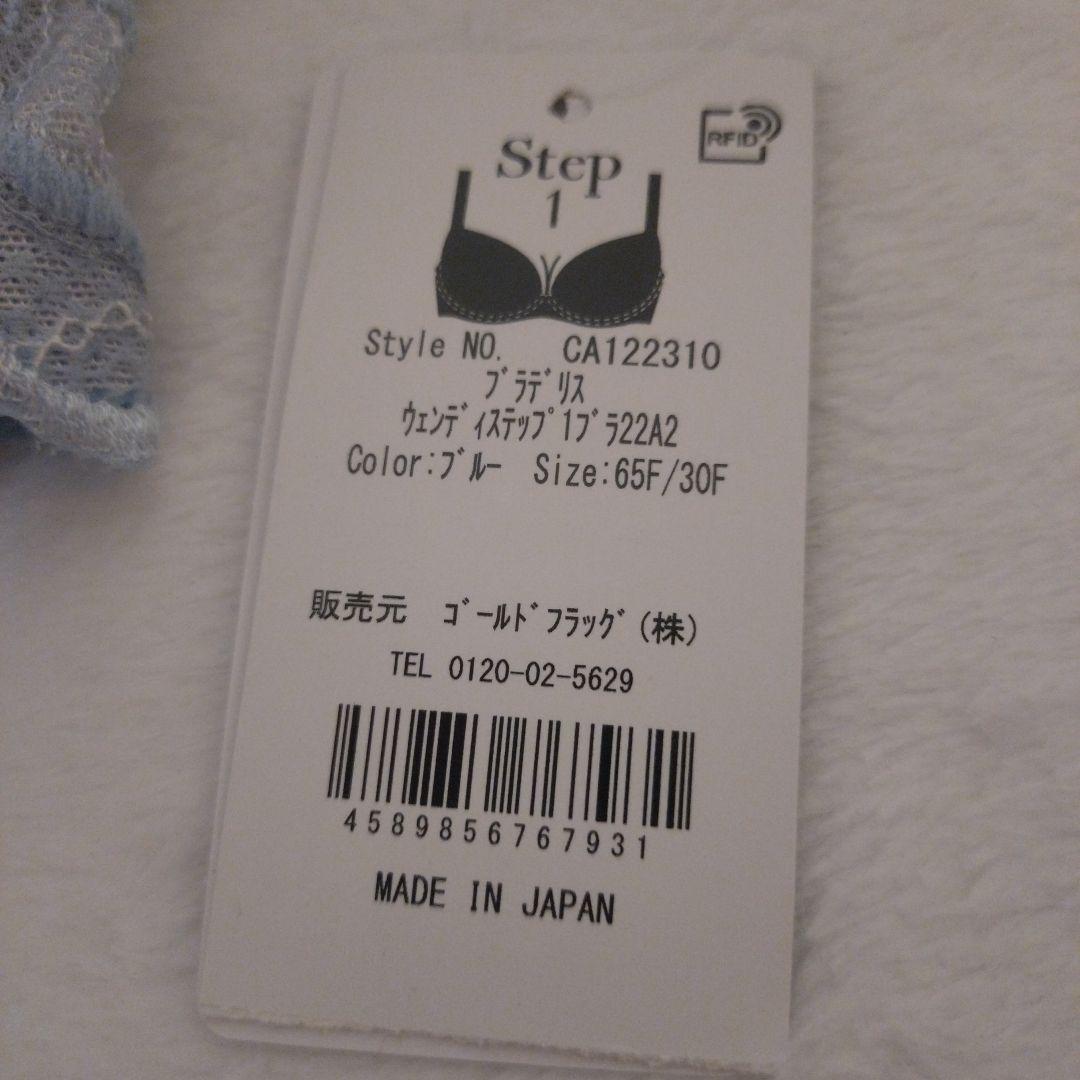 RFID
Step
1
Style NO. CA122310
ﾌﾞﾗﾃﾞﾘｽ
ｳｪﾝﾃﾞｨｽﾃｯﾌﾟ1ﾌﾞﾗ22A2
Color:ﾌﾞﾙｰ Size:65F/30F
販売元 ｺﾞｰﾙﾄﾞﾌﾗｯｸﾞ(株)
TEL 0120-02-5629
4589856767931
MADE IN JAPAN